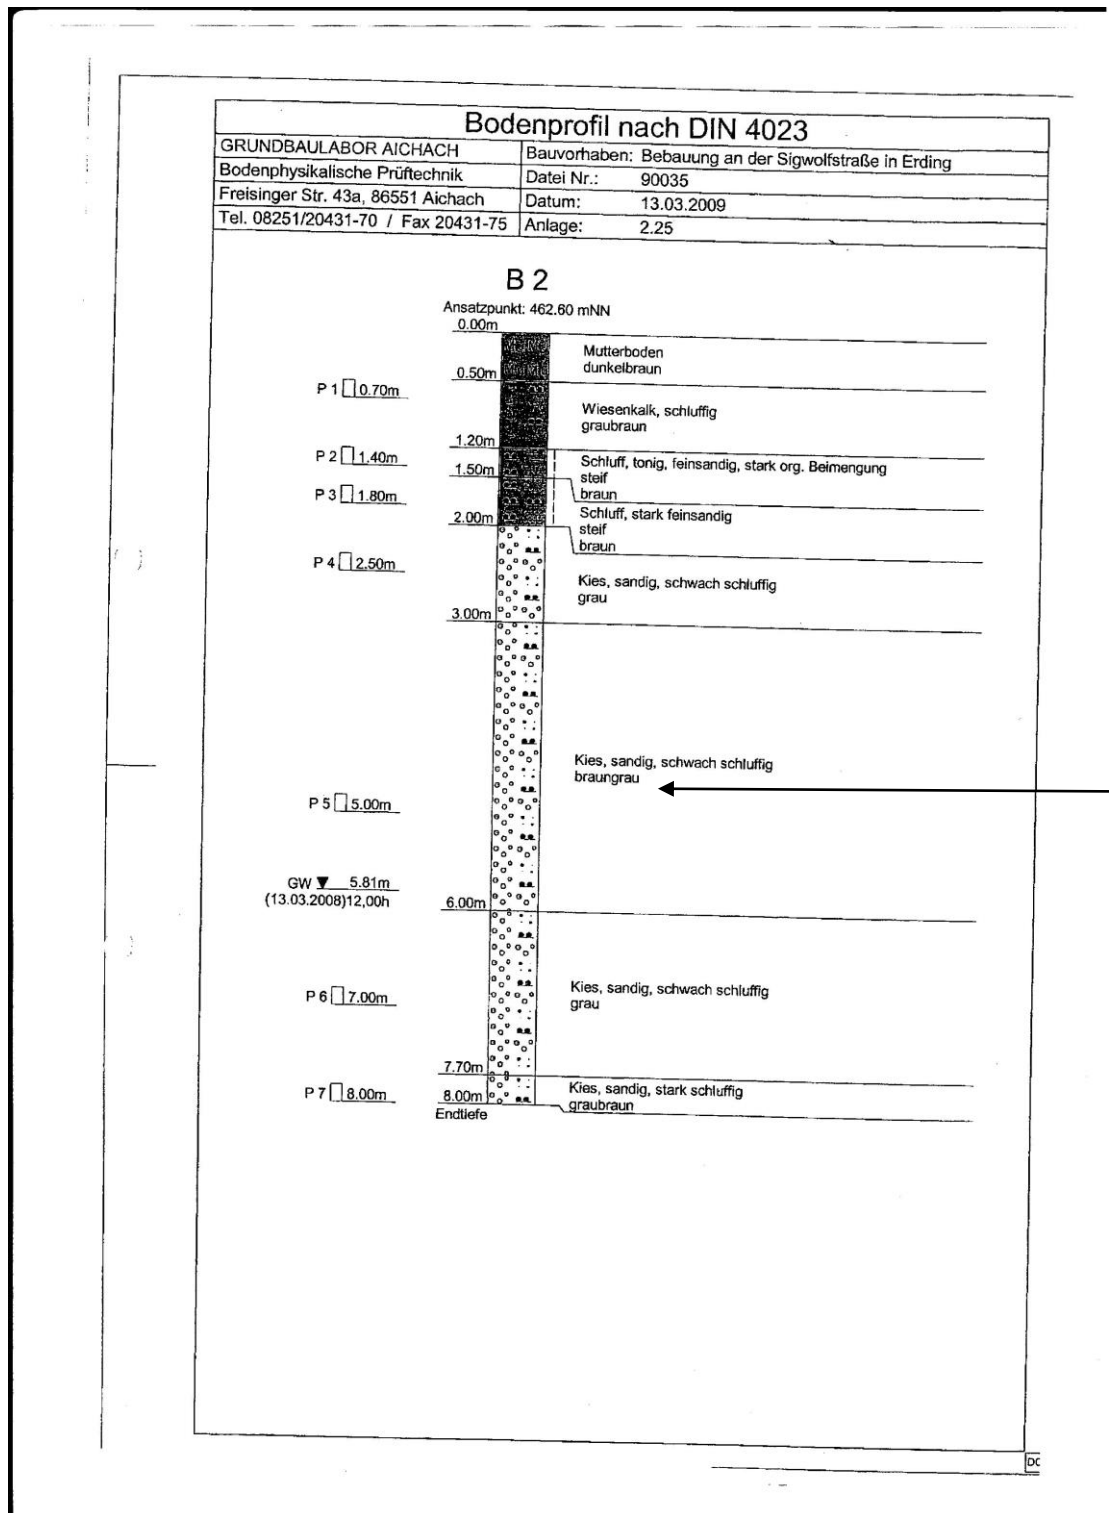 Bodenprofil nach DIN 4023
GRUNDBAULABOR AICHACH
Bodenphysikalische Prüftechnik
Freisinger Str. 43a, 86551 Aichach
Tel. 08251/20431-70 / Fax 20431-75
Bauvorhaben: Bebauung an der Sigwolfstraße in Erding
Datei Nr.: 90035
Datum: 13.03.2009
Anlage: 2.25
B 2
Ansatzpunkt: 462.60 mNN
0.00m
Mutterboden
dunkelbraun
0.50m
P 1 0.70m
Wiesenkalk, schluffig
graubraun
1.20m
P 2 1.40m
Schluff, tonig, feinsandig, stark org. Beimengung
steif
braun
1.50m
P 3 1.80m
Schluff, stark feinsandig
steif
braun
2.00m
P 4 2.50m
Kies, sandig, schwach schluffig
grau
3.00m
Kies, sandig, schwach schluffig
braungrau
P 5 5.00m
GW 5.81m
(13.03.2008)12,00h
6.00m
P 6 7.00m
Kies, sandig, schwach schluffig
grau
7.70m
P 7 8.00m
Kies, sandig, stark schluffig
graubraun
8.00m
Endtiefe